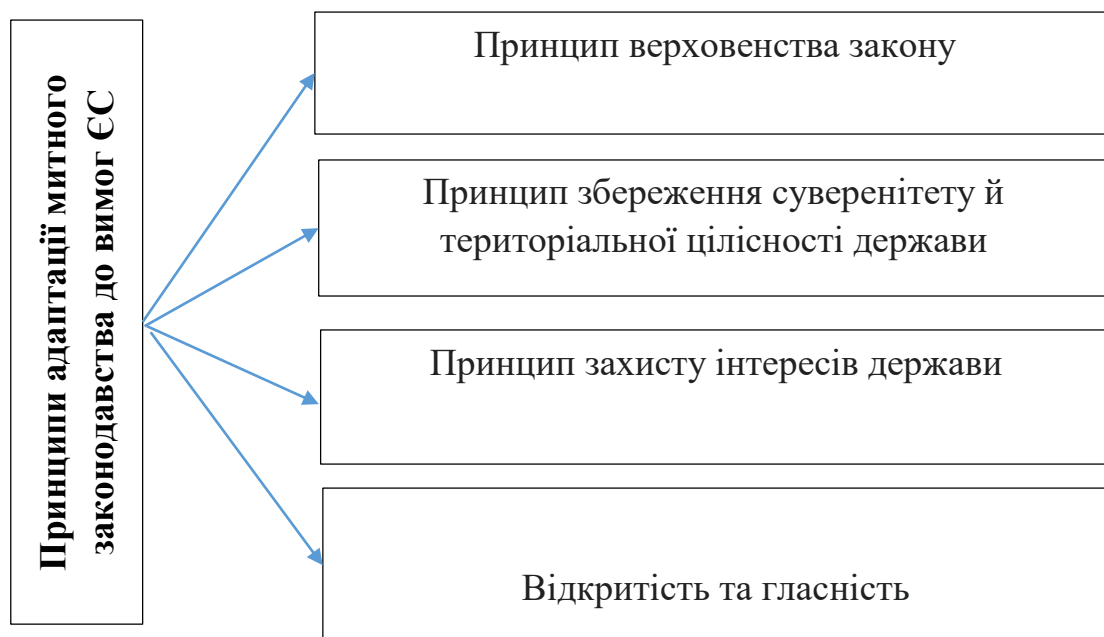 Принципи адаптації митного
законодавства до вимог ЄС
Принцип верховенства закону
Принцип збереження суверенітету й
територіальної цілісності держави
Принцип захисту інтересів держави
Відкритість та гласність